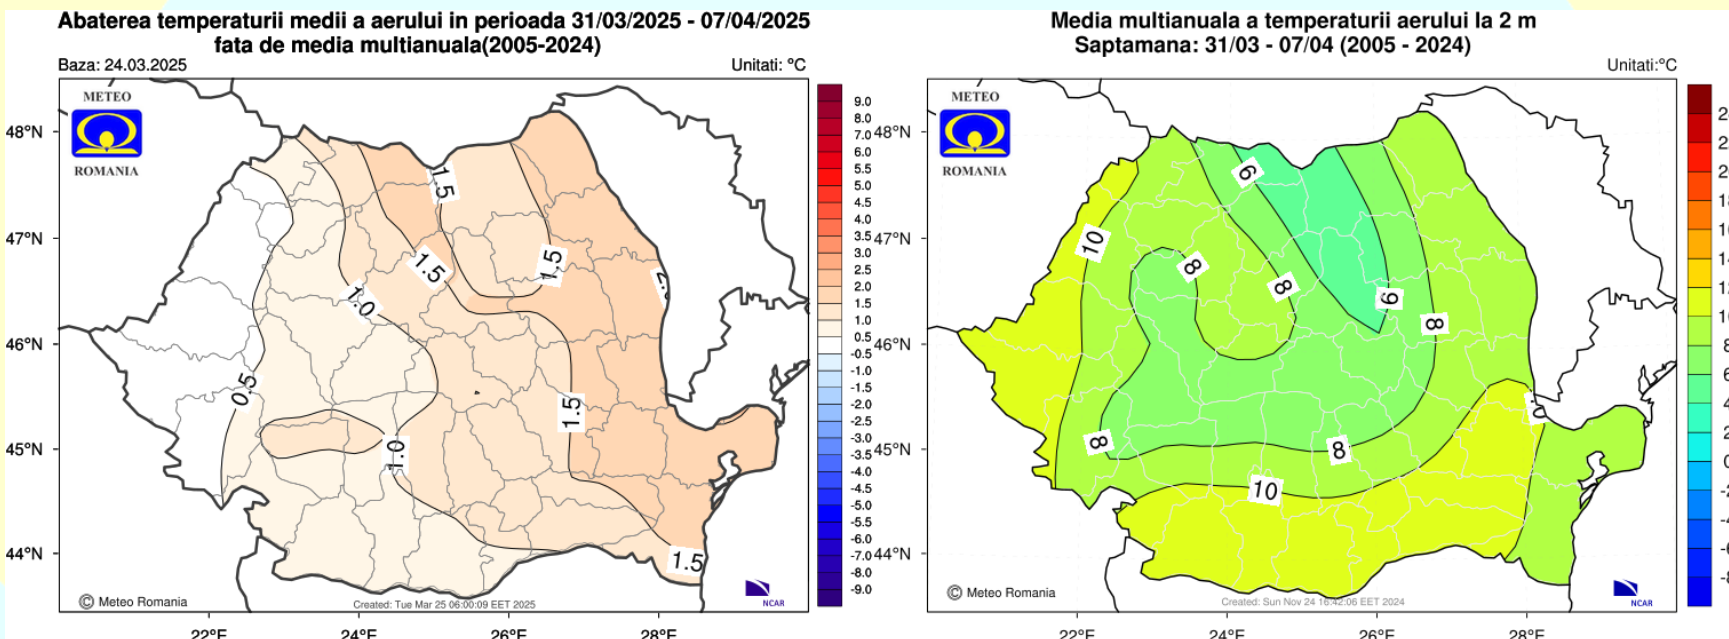 Abaterea temperaturii medii a aerului in perioada 31/03/2025 - 07/04/2025
fata de media multianuala(2005-2024)
Baza: 24.03.2025
Unitati: °C
METEO
ROMANIA
48°N
47°N
46°N
45°N
44°N
22°E
24°E
26°E
28°E
1.5
1.5
1.5
1.0
0.5
1.5
1.0
1.5
9.0
8.0
7.0
6.0
5.5
5.0
4.5
4.0
3.5
3.0
2.5
2.0
1.5
1.0
0.5
-0.5
-1.0
-1.5
-2.0
-2.5
-3.0
-3.5
-4.0
-4.5
-5.0
-5.5
-6.0
-7.0
-8.0
-9.0
© Meteo Romania
Created: Tue Mar 25 06:00:09 EET 2025
NCAR
Media multianuala a temperaturii aerului la 2 m
Saptamana: 31/03 - 07/04 (2005 - 2024)
Unitati:°C
METEO
ROMANIA
48°N
47°N
46°N
45°N
44°N
22°E
24°E
26°E
28°E
6
10
8
8
6
8
8
8
10
© Meteo Romania
Created: Sun Nov 24 16:42:06 EET 2024
NCAR